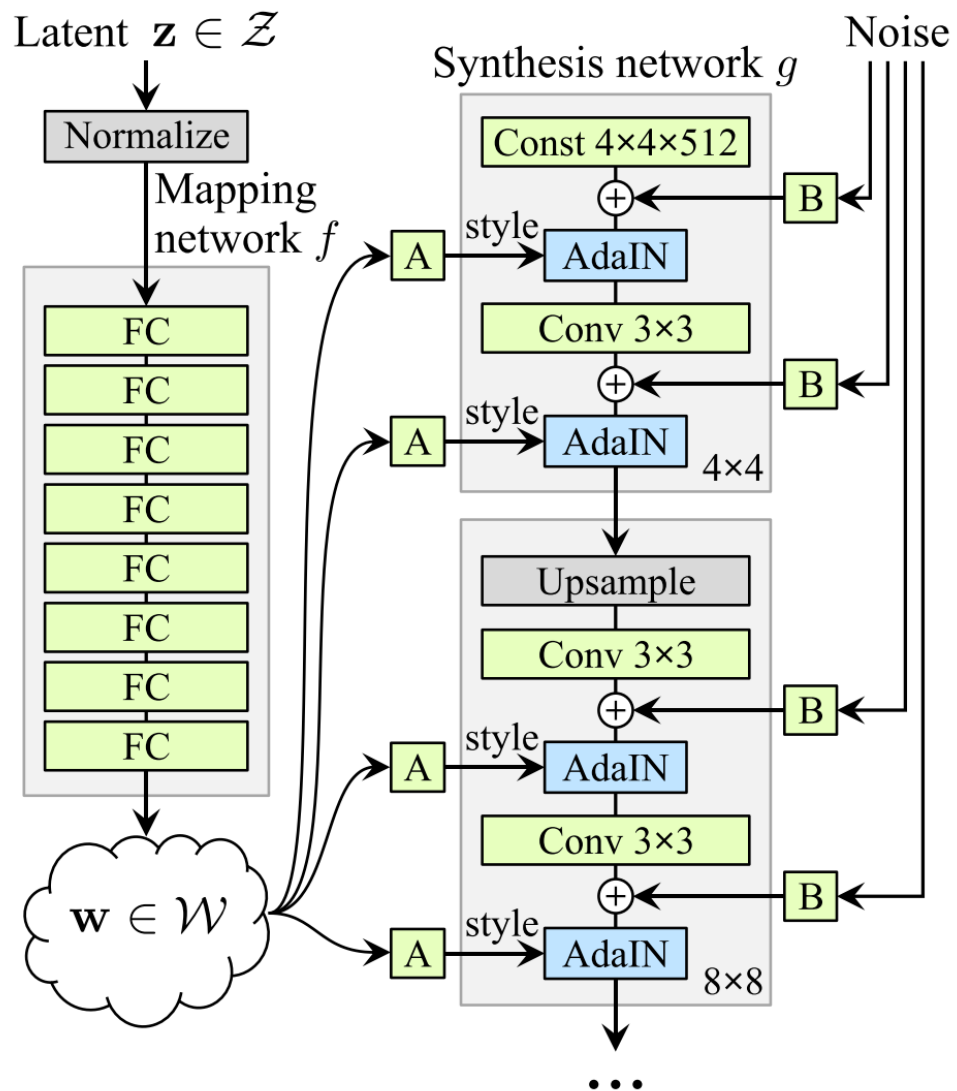 Latent z ∈ 𝒵
Normalize
Mapping
network f
FC
FC
FC
FC
FC
FC
FC
FC
w ∈ 𝒲
Synthesis network g
Noise
Const 4×4×512
+
B
A
style
AdaIN
Conv 3×3
+
B
A
style
AdaIN
4×4
Upsample
Conv 3×3
+
B
A
style
AdaIN
Conv 3×3
+
B
A
style
AdaIN
8×8
...